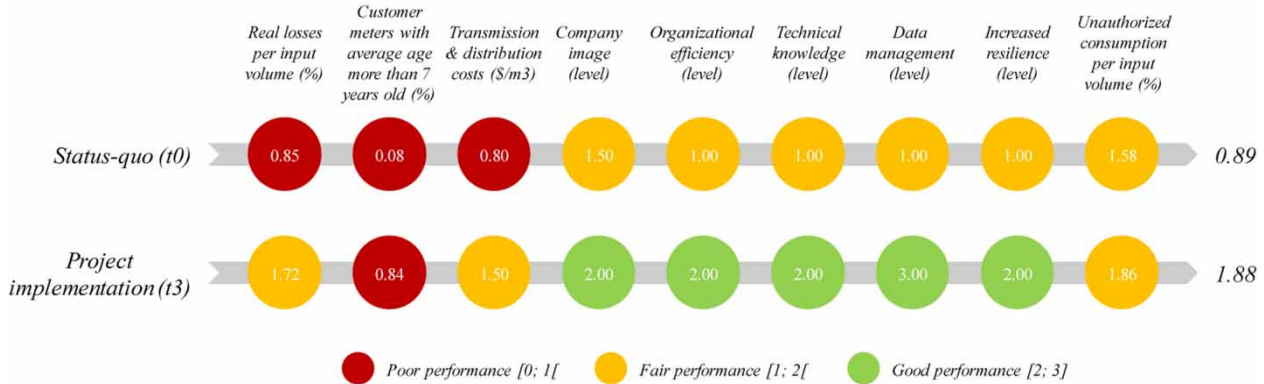 Real losses
per input
volume (%)
Customer
meters with
average age
more than 7
years old (%)
Transmission
& distribution
costs ($/m3)
Company
image
(level)
Organizational
efficiency
(level)
Technical
knowledge
(level)
Data
management
(level)
Increased
resilience
(level)
Unauthorized
consumption
per input
volume (%)
Status-quo (t0)
0.85
0.08
0.80
1.50
1.00
1.00
1.00
1.00
1.58
0.89
Project
implementation (t3)
1.72
0.84
1.50
2.00
2.00
2.00
3.00
2.00
1.86
1.88
Poor performance [0; 1[
Fair performance [1; 2[
Good performance [2; 3]